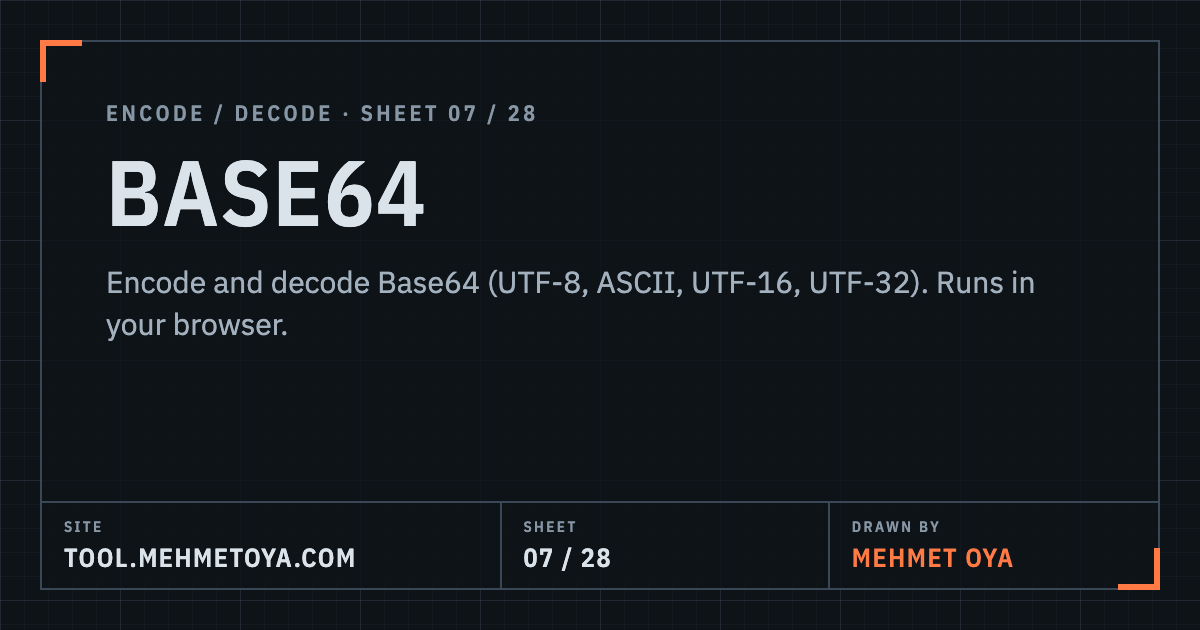 ENCODE / DECODE · SHEET 07 / 28
BASE64
Encode and decode Base64 (UTF-8, ASCII, UTF-16, UTF-32). Runs in
your browser.
SITE
TOOL.MEHMETOYA.COM
SHEET
07 / 28
DRAWN BY
MEHMET OYA